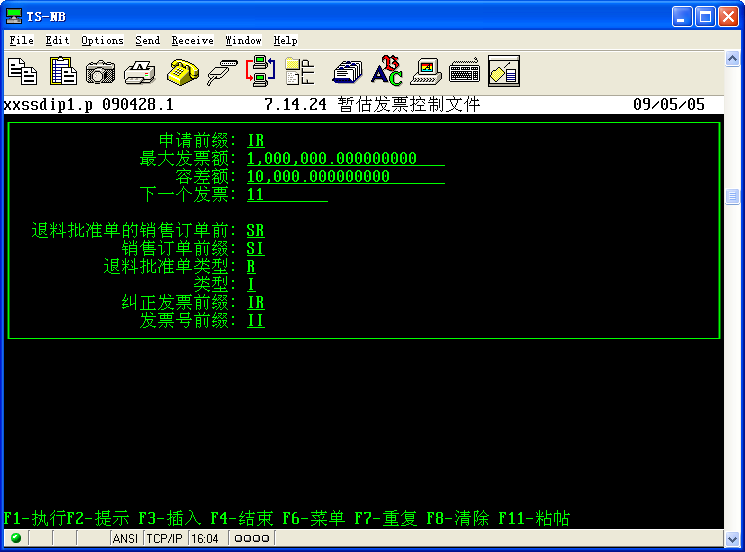 TS-NB
File Edit Options Send Receive Window Help
xxssdip1.p 090428.1 7.14.24 暂估发票控制文件 09/05/05
申请前缀: IR
最大发票额: 1,000,000.000000000
容差额: 10,000.000000000
下一个发票: 11
退料批准单的销售订单前: SR
销售订单前缀: SI
退料批准单类型: R
类型: I
纠正发票前缀: IR
发票号前缀: II
F1-执行F2-提示 F3-插入 F4-结束 F6-菜单 F7-重复 F8-清除 F11-粘帖
ANSI TCP/IP 16:04